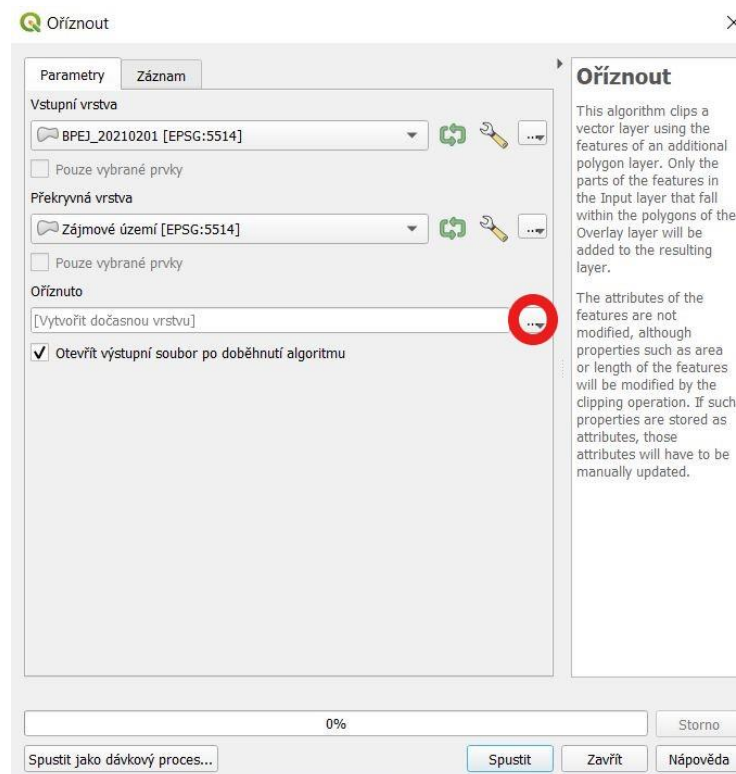 Oříznout
Parametry
Záznam
Vstupní vrstva
BPEJ_20210201 [EPSG:5514]
Pouze vybrané prvky
Překryvná vrstva
Zájmové území [EPSG:5514]
Pouze vybrané prvky
Oříznuto
[Vytvořit dočasnou vrstvu]
Otevřít výstupní soubor po doběhnutí algoritmu
Oříznout
This algorithm clips a
vector layer using the
features of an additional
polygon layer. Only the
parts of the features in
the Input layer that fall
within the polygons of the
Overlay layer will be
added to the resulting
layer.
The attributes of the
features are not
modified, although
properties such as area
or length of the features
will be modified by the
clipping operation. If such
properties are stored as
attributes, those
attributes will have to be
manually updated.
0%
Storno
Spustit jako dávkový proces...
Spustit
Zavřít
Nápověda